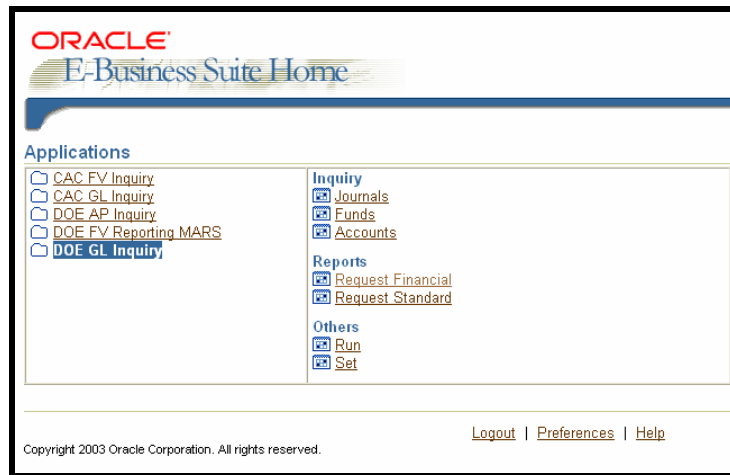 ORACLE
E-Business Suite Home
Applications
CAC FV Inquiry
CAC GL Inquiry
DOE AP Inquiry
DOE FV Reporting MARS
DOE GL Inquiry
Inquiry
Journals
Funds
Accounts
Reports
Request Financial
Request Standard
Others
Run
Set
Logout | Preferences | Help
Copyright 2003 Oracle Corporation. All rights reserved.